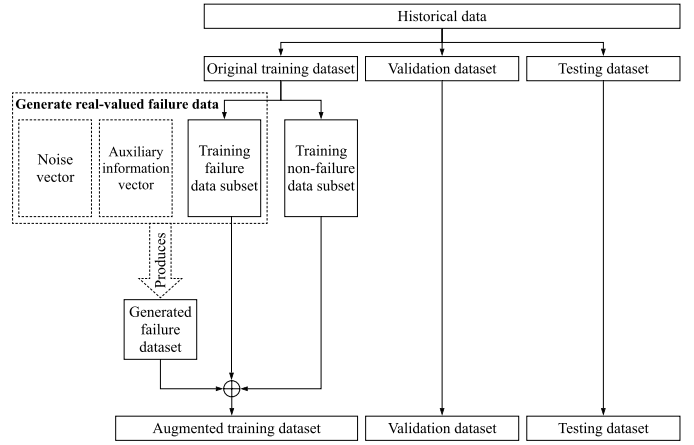 Historical data
Original training dataset
Validation dataset
Testing dataset
Generate real-valued failure data
Noise
vector
Auxiliary
information
vector
Training
failure
data subset
Training
non-failure
data subset
Produces
Generated
failure
dataset
Augmented training dataset
Validation dataset
Testing dataset